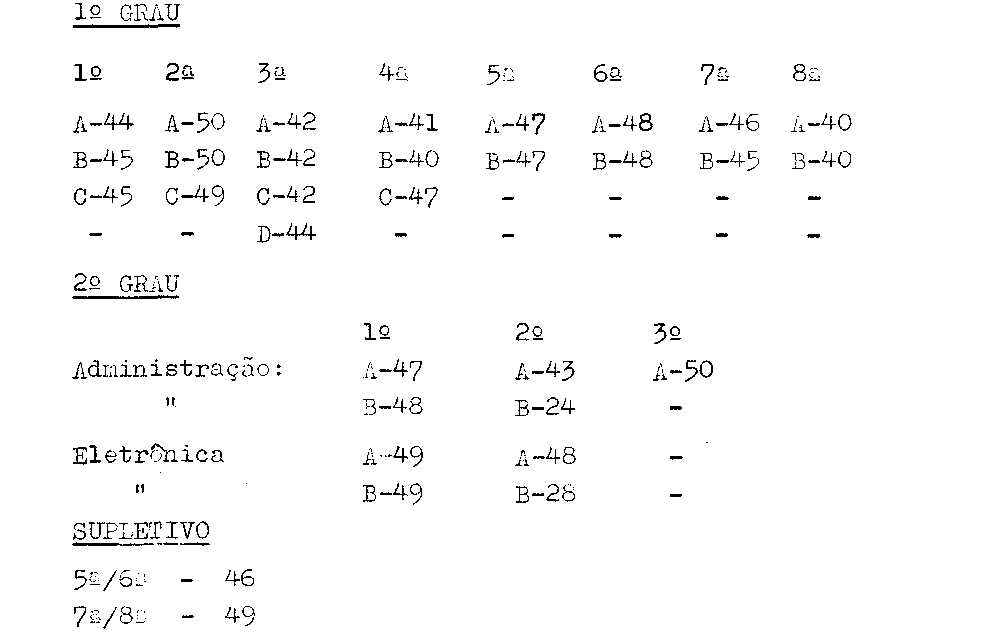 1º GRAU
1º 2ª 3ª 4ª 5ª 6ª 7ª 8ª
A-44 A-50 A-42 A-41 A-47 A-48 A-46 A-40
B-45 B-50 B-42 B-40 B-47 B-48 B-45 B-40
C-45 C-49 C-42 C-47 - - - -
- - D-44 - - - - -
2º GRAU
1º 2º 3º
Administração: A-47 A-43 A-50
" B-48 B-24 -
Eletrônica A-49 A-48 -
" B-49 B-28 -
SUPLETIVO
5ª/6ª - 46
7ª/8ª - 49